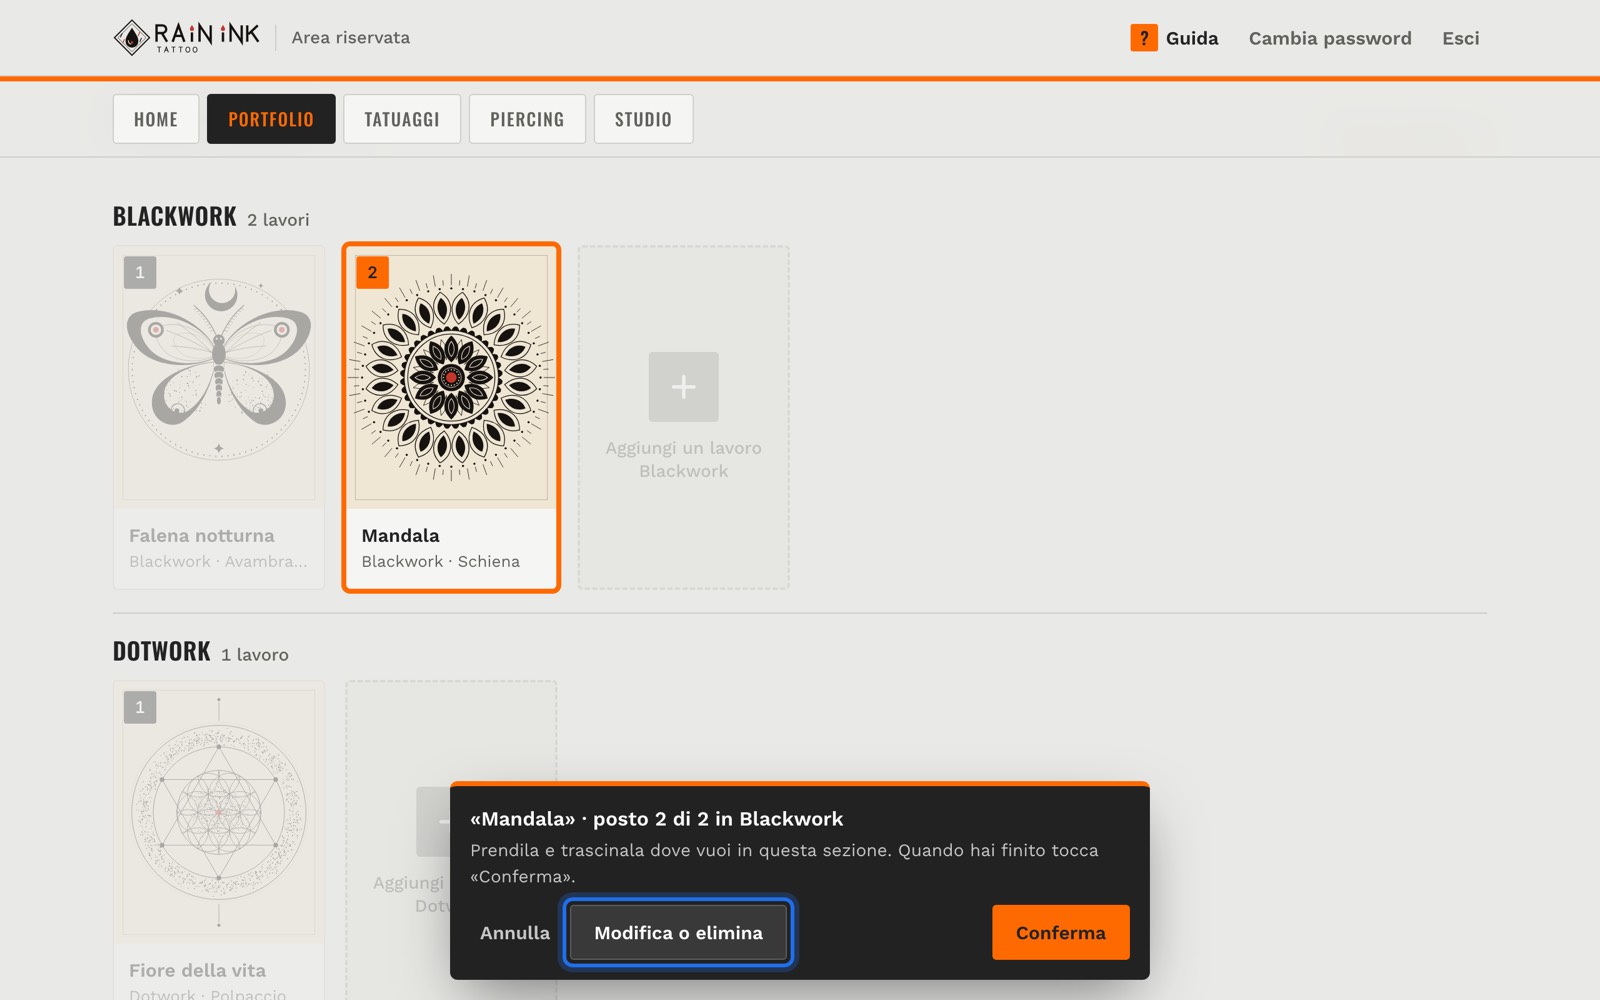 RAIN INK
TATTOO
Area riservata
? Guida
Cambia password
Esci
HOME
PORTFOLIO
TATUAGGI
PIERCING
STUDIO
BLACKWORK 2 lavori
1
Falena notturna
Blackwork · Avambra...
2
Mandala
Blackwork · Schiena
Aggiungi un lavoro
Blackwork
DOTWORK 1 lavoro
1
Fiore della vita
Dotwork · Polpaccio
Aggiungi
«Mandala» · posto 2 di 2 in Blackwork
Prendila e trascinala dove vuoi in questa sezione. Quando hai finito tocca
«Conferma».
Annulla
Modifica o elimina
Conferma